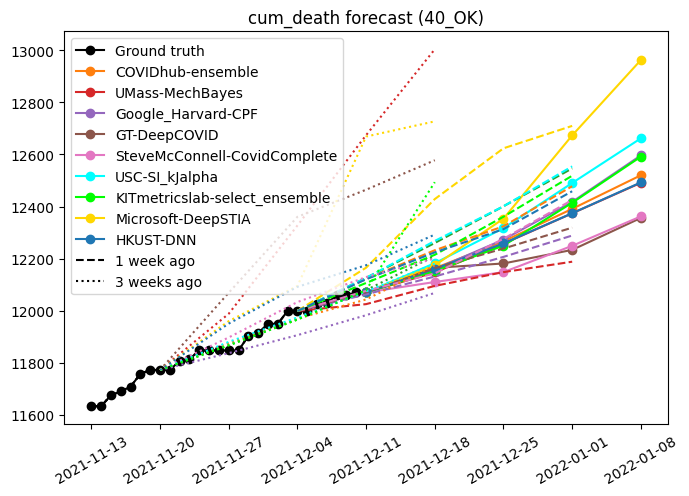 cum_death forecast (40_OK)
13000
12800
12600
12400
12200
12000
11800
11600
Ground truth
COVIDhub-ensemble
UMass-MechBayes
Google_Harvard-CPF
GT-DeepCOVID
SteveMcConnell-CovidComplete
USC-SI_kJalpha
KITmetricslab-select_ensemble
Microsoft-DeepSTIA
HKUST-DNN
1 week ago
3 weeks ago
2021-11-13
2021-11-20
2021-11-27
2021-12-04
2021-12-11
2021-12-18
2021-12-25
2022-01-01
2022-01-08